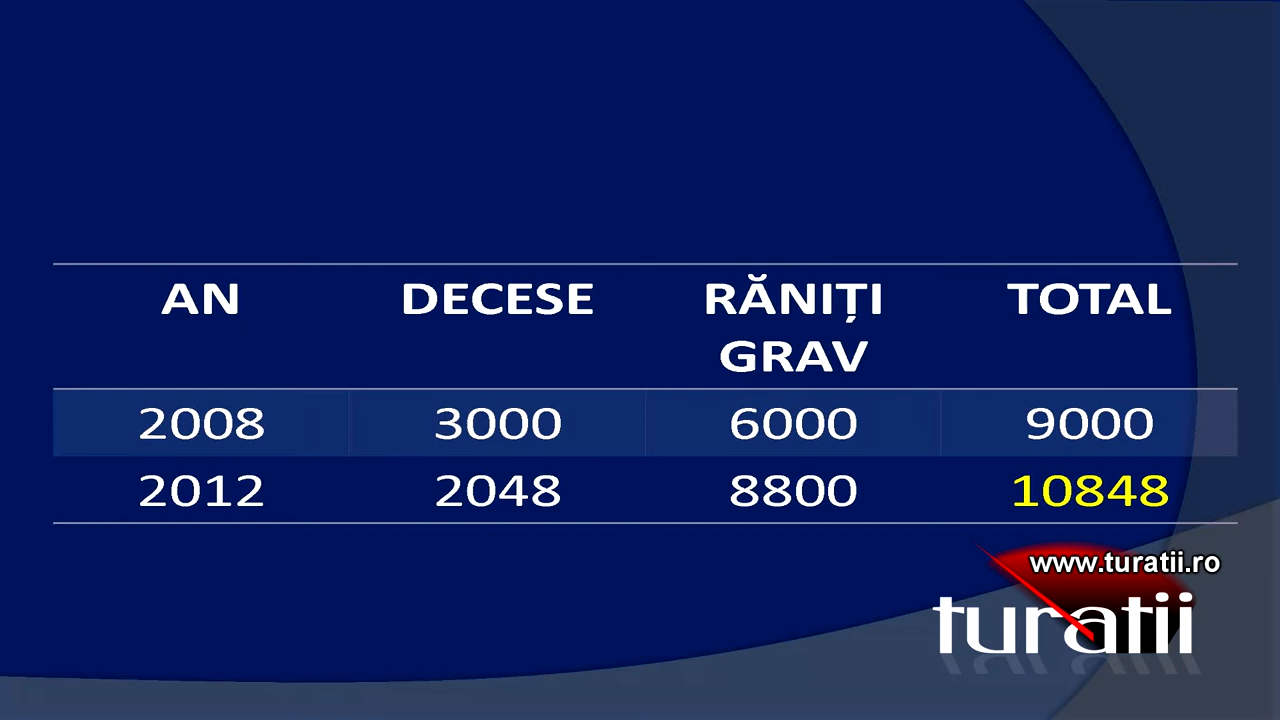 AN DECESE RĂNIȚI GRAV TOTAL
2008 3000 6000 9000
2012 2048 8800 10848
www.turatii.ro
turatii